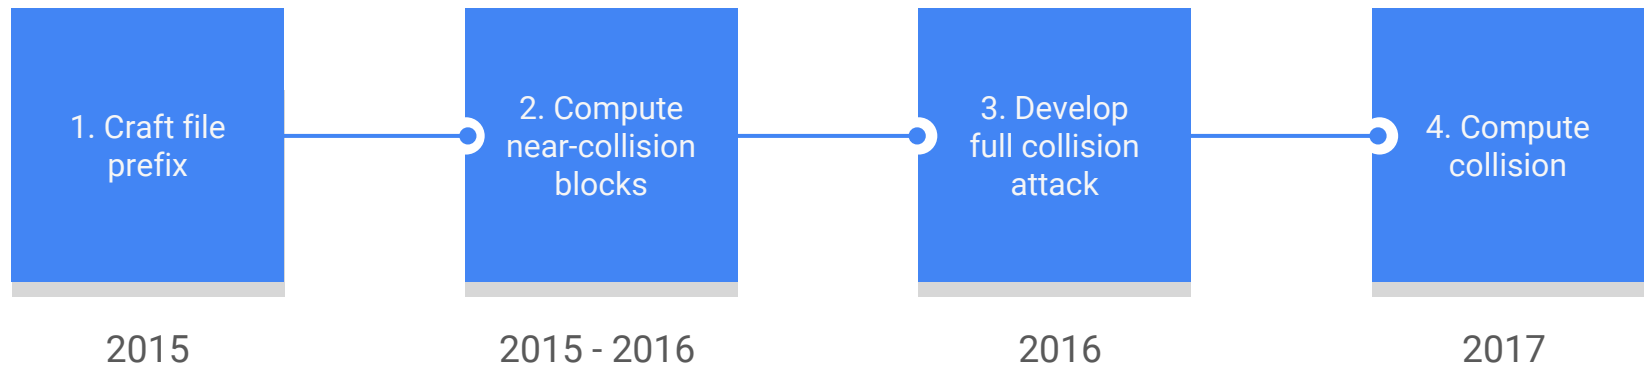 1. Craft file
prefix
2. Compute
near-collision
blocks
3. Develop
full collision
attack
4. Compute
collision
2015
2015 - 2016
2016
2017